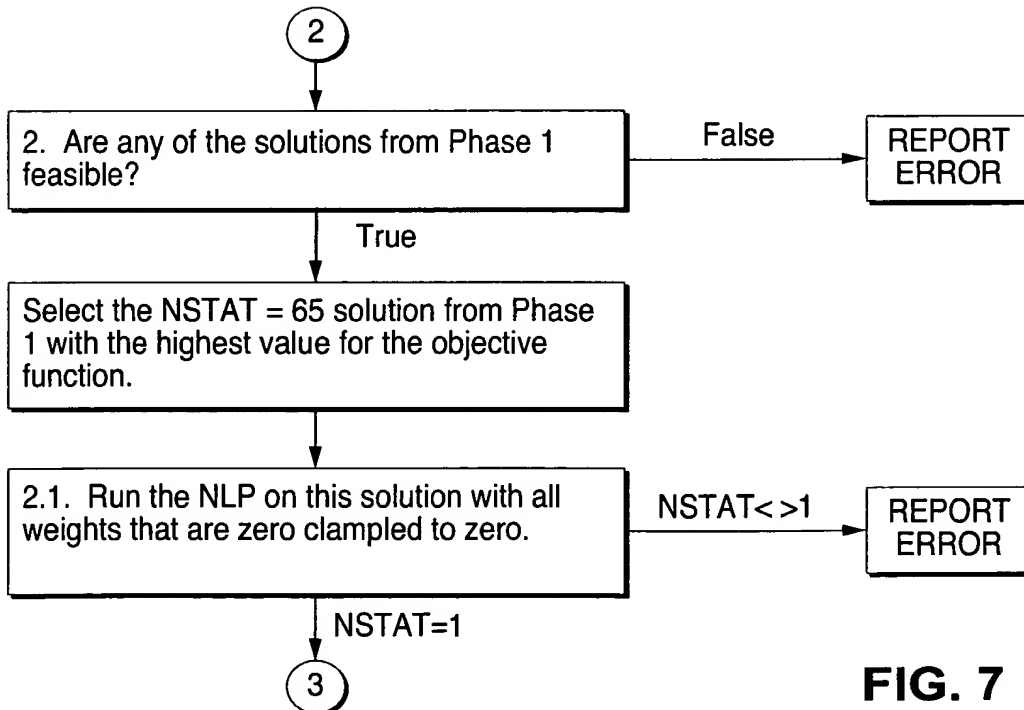 2
2. Are any of the solutions from Phase 1
feasible?
False
REPORT
ERROR
True
Select the NSTAT = 65 solution from Phase
1 with the highest value for the objective
function.
2.1. Run the NLP on this solution with all
weights that are zero clampled to zero.
NSTAT< >1
REPORT
ERROR
NSTAT=1
3
FIG. 7